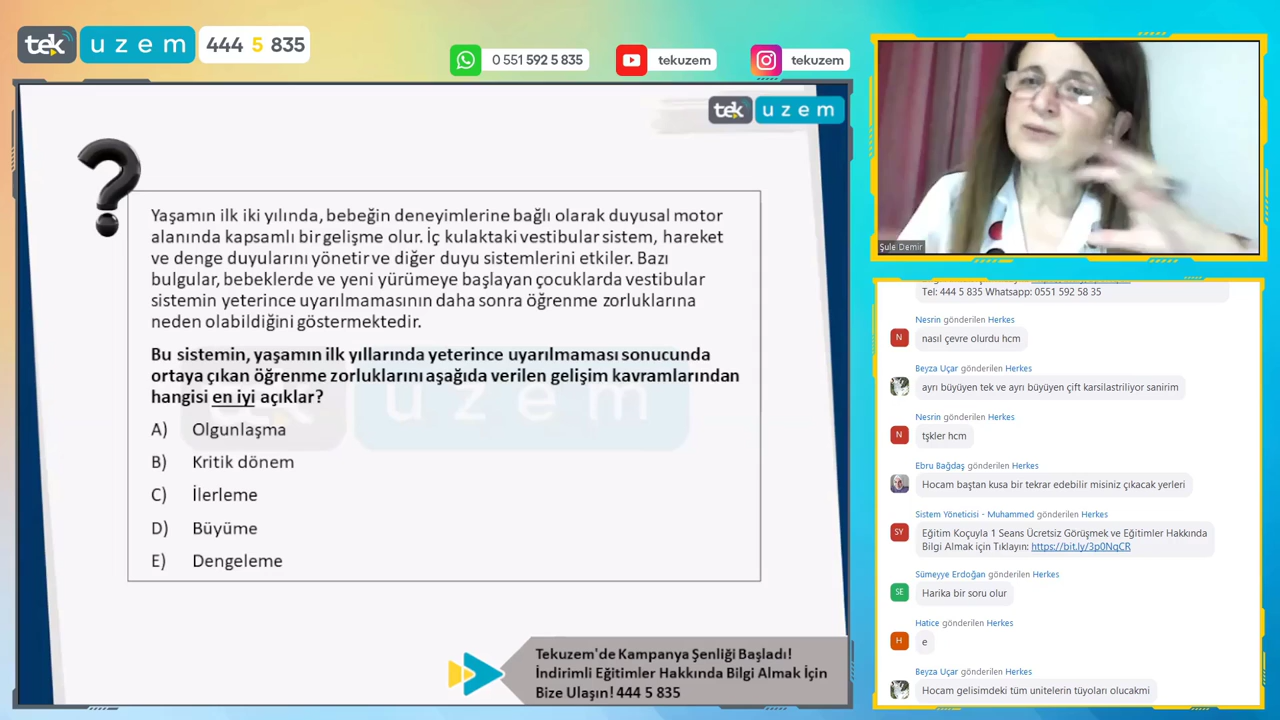 tek uzem 444 5 835
0 551 592 5 835
tekuzem
tekuzem
tek uzem
Yaşamın ilk iki yılında, bebeğin deneyimlerine bağlı olarak duyusal motor
alanında kapsamlı bir gelişme olur. İç kulaktaki vestibular sistem, hareket
ve denge duyularını yönetir ve diğer duyu sistemlerini etkiler. Bazı
bulgular, bebeklerde ve yeni yürümeye başlayan çocuklarda vestibular
sistemin yeterince uyarılmamasının daha sonra öğrenme zorluklarına
neden olabildiğini göstermektedir.
Bu sistemin, yaşamın ilk yıllarında yeterince uyarılmaması sonucunda
ortaya çıkan öğrenme zorluklarını aşağıda verilen gelişim kavramlarından
hangisi en iyi açıklar?
A) Olgunlaşma
B) Kritik dönem
C) İlerleme
D) Büyüme
E) Dengeleme
tek uzem
Tekuzem'de Kampanya Şenliği Başladı!
İndirimli Eğitimler Hakkında Bilgi Almak İçin
Bize Ulaşın! 444 5 835
Şule Demir
Tel: 444 5 835 Whatsapp: 0551 592 58 35
Nesrin gönderilen Herkes
N
nasıl çevre olurdu hcm
Beyza Uçar gönderilen Herkes
ayrı büyüyen tek ve ayrı büyüyen çift karsilastriliyor sanirim
Nesrin gönderilen Herkes
N
tşkler hcm
Ebru Bağdaş gönderilen Herkes
Hocam baştan kusa bir tekrar edebilir misiniz çıkacak yerleri
Sistem Yöneticisi - Muhammed gönderilen Herkes
SY
Eğitim Koçuyla 1 Seans Ücretsiz Görüşmek ve Eğitimler Hakkında
Bilgi Almak için Tıklayın: https://bit.ly/3p0NqCR
Sümeyye Erdoğan gönderilen Herkes
SE
Harika bir soru olur
Hatice gönderilen Herkes
H
e
Beyza Uçar gönderilen Herkes
Hocam gelisimdeki tüm unitelerin tüyoları olucakmi